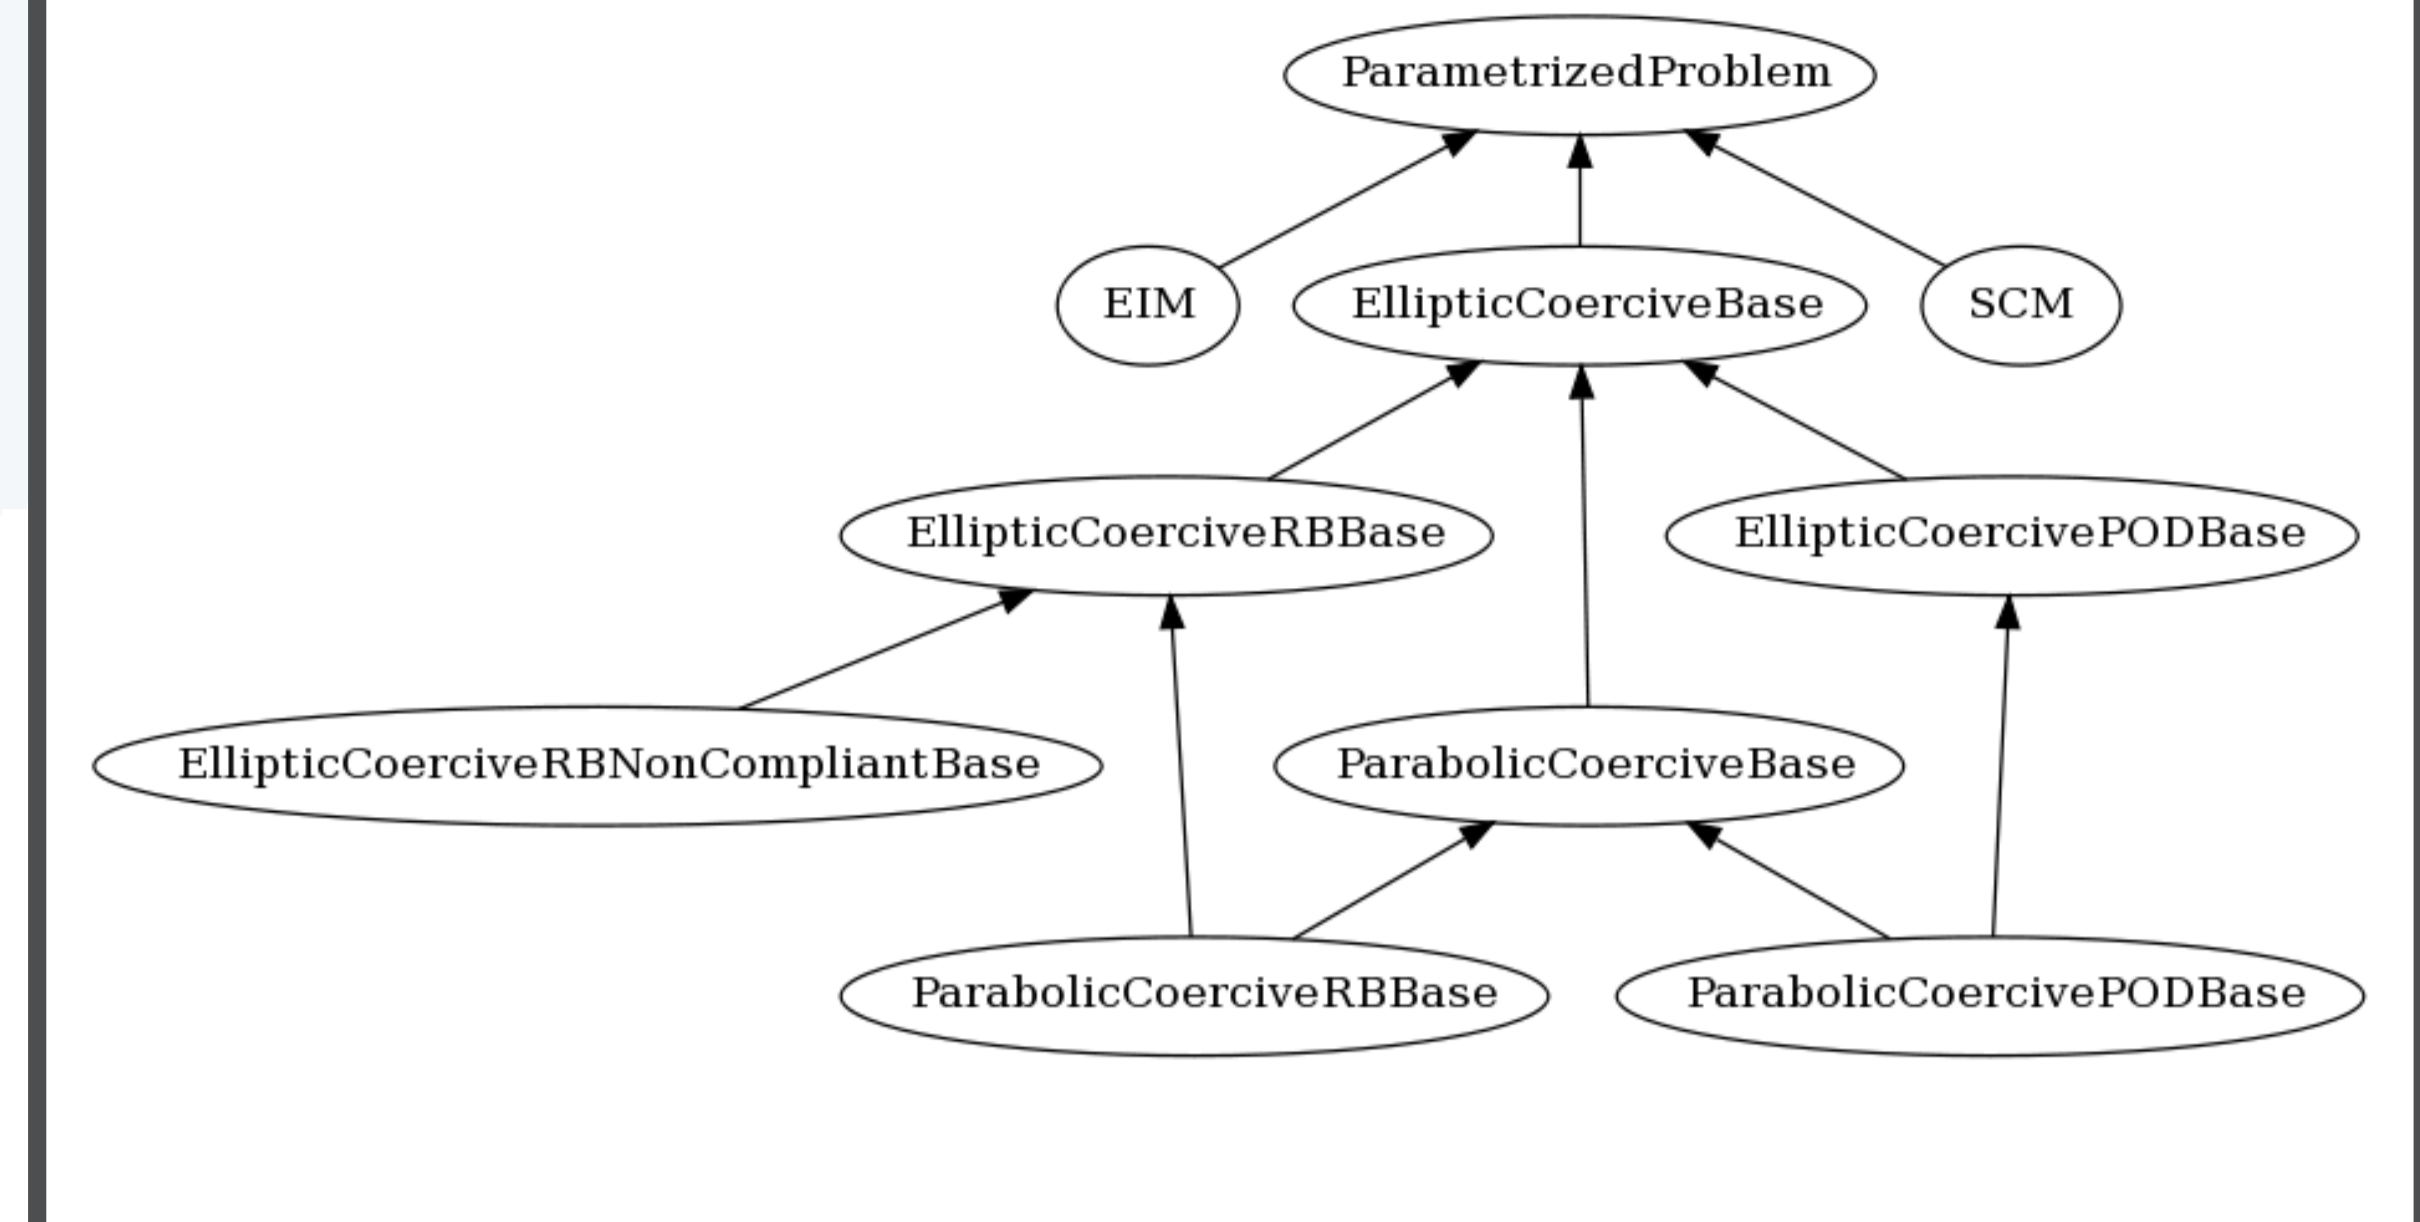 ParametrizedProblem
EIM
EllipticCoerciveBase
SCM
EllipticCoerciveRBBase
EllipticCoercivePODBase
EllipticCoerciveRBNonCompliantBase
ParabolicCoerciveBase
ParabolicCoerciveRBBase
ParabolicCoercivePODBase